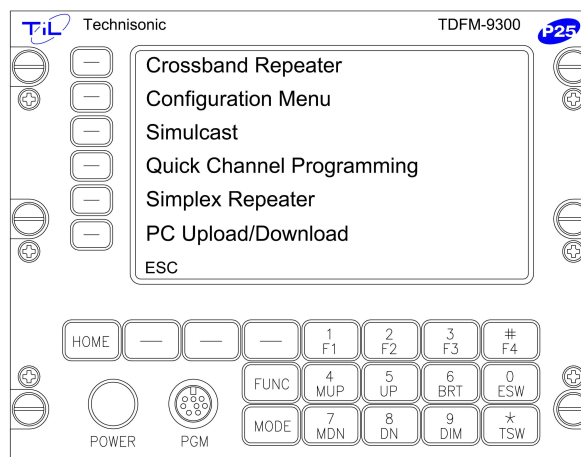 TiL Technisonic TDFM-9300 P25
Crossband Repeater
Configuration Menu
Simulcast
Quick Channel Programming
Simplex Repeater
PC Upload/Download
ESC
HOME 1 2 3 #
F1 F2 F3 F4
FUNC 4 5 6 0
MUP UP BRT ESW
MODE 7 8 9 *
MDN DN DIM TSW
POWER PGM